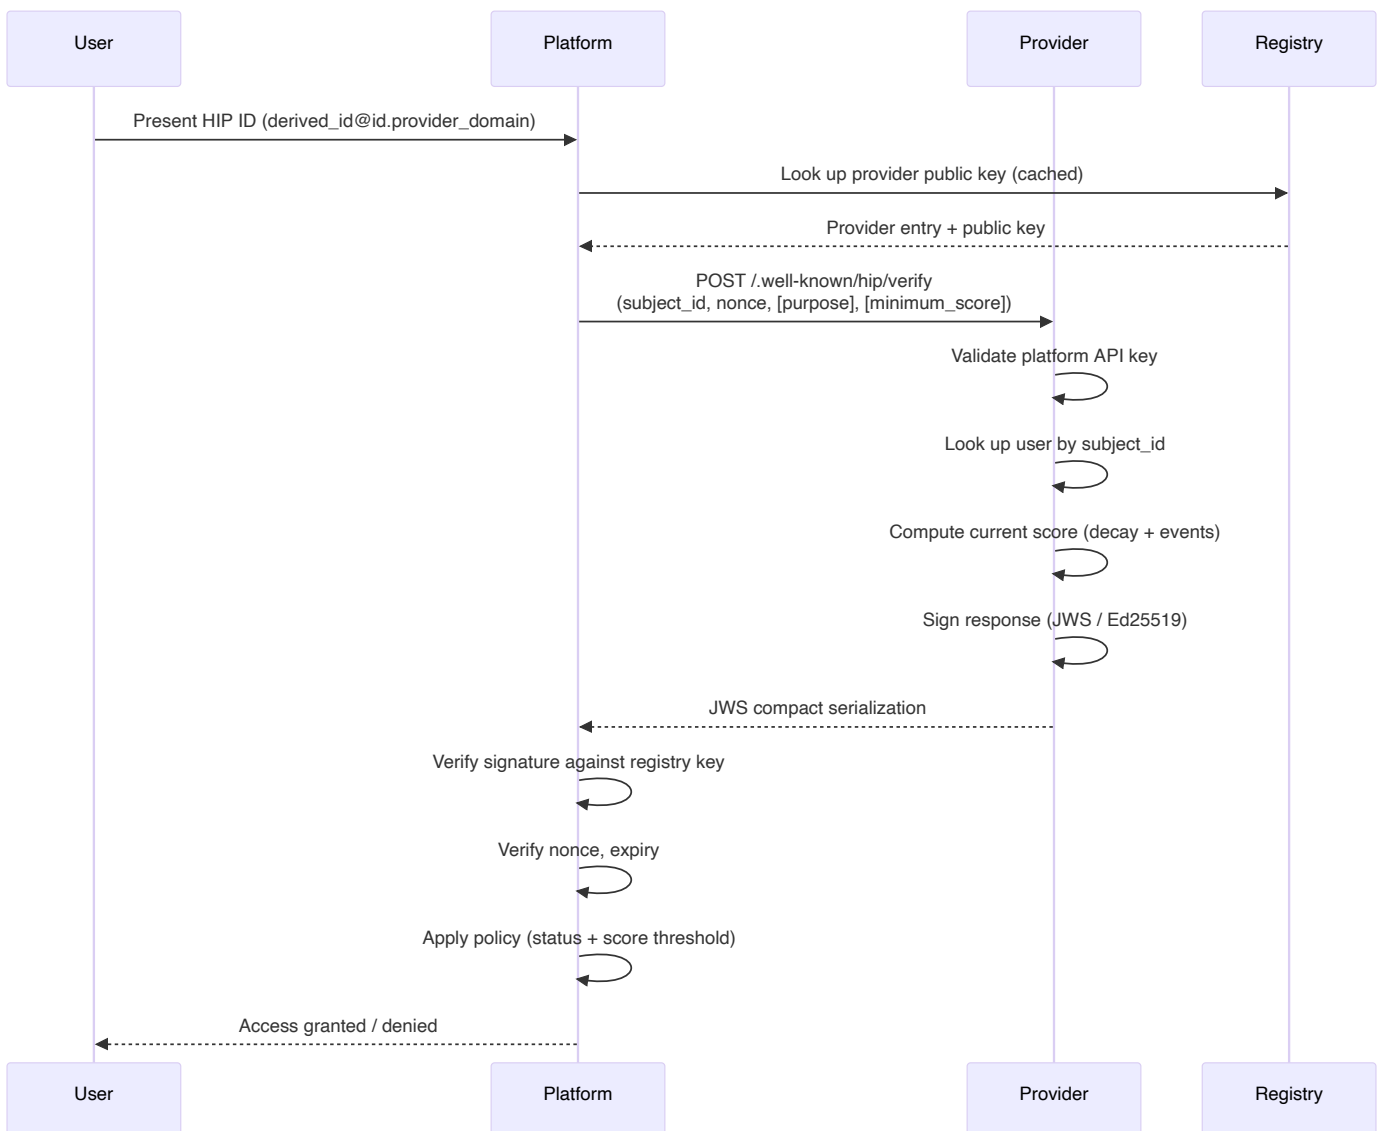 User
Platform
Provider
Registry
Present HIP ID (derived_id@id.provider_domain)
Look up provider public key (cached)
Provider entry + public key
POST /.well-known/hip/verify
(subject_id, nonce, [purpose], [minimum_score])
Validate platform API key
Look up user by subject_id
Compute current score (decay + events)
Sign response (JWS / Ed25519)
JWS compact serialization
Verify signature against registry key
Verify nonce, expiry
Apply policy (status + score threshold)
Access granted / denied
User
Platform
Provider
Registry